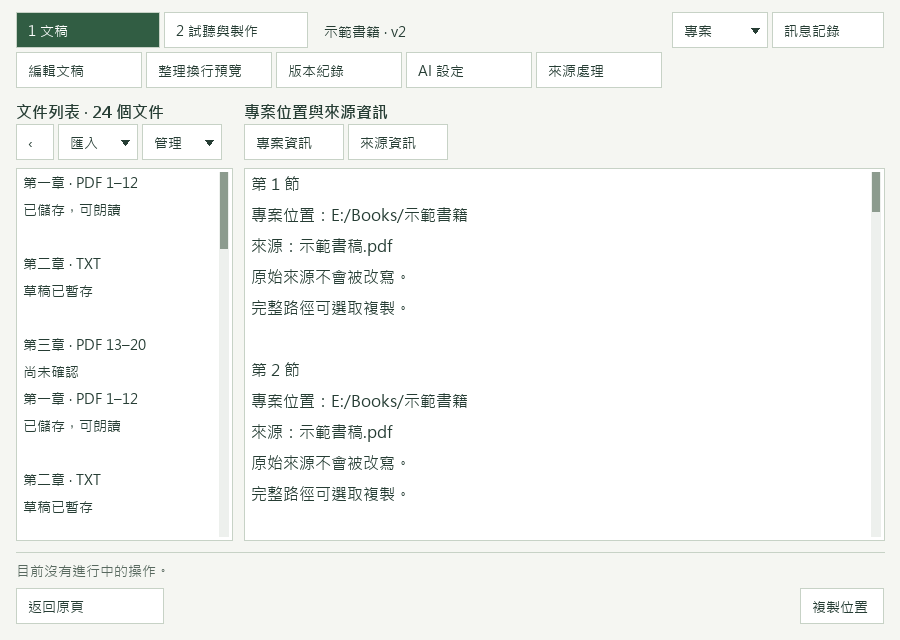 1 文稿
2 試聽與製作
示範書籍 · v2
專案
訊息記錄
編輯文稿
整理換行預覽
版本紀錄
AI 設定
來源處理
文件列表 · 24 個文件
專案位置與來源資訊
‹
匯入
管理
專案資訊
來源資訊
第一章 · PDF 1–12
已儲存，可朗讀
第二章 · TXT
草稿已暫存
第三章 · PDF 13–20
尚未確認
第一章 · PDF 1–12
已儲存，可朗讀
第二章 · TXT
草稿已暫存
第 1 節
專案位置：E:/Books/示範書籍
來源：示範書稿.pdf
原始來源不會被改寫。
完整路徑可選取複製。
第 2 節
專案位置：E:/Books/示範書籍
來源：示範書稿.pdf
原始來源不會被改寫。
完整路徑可選取複製。
目前沒有進行中的操作。
返回原頁
複製位置